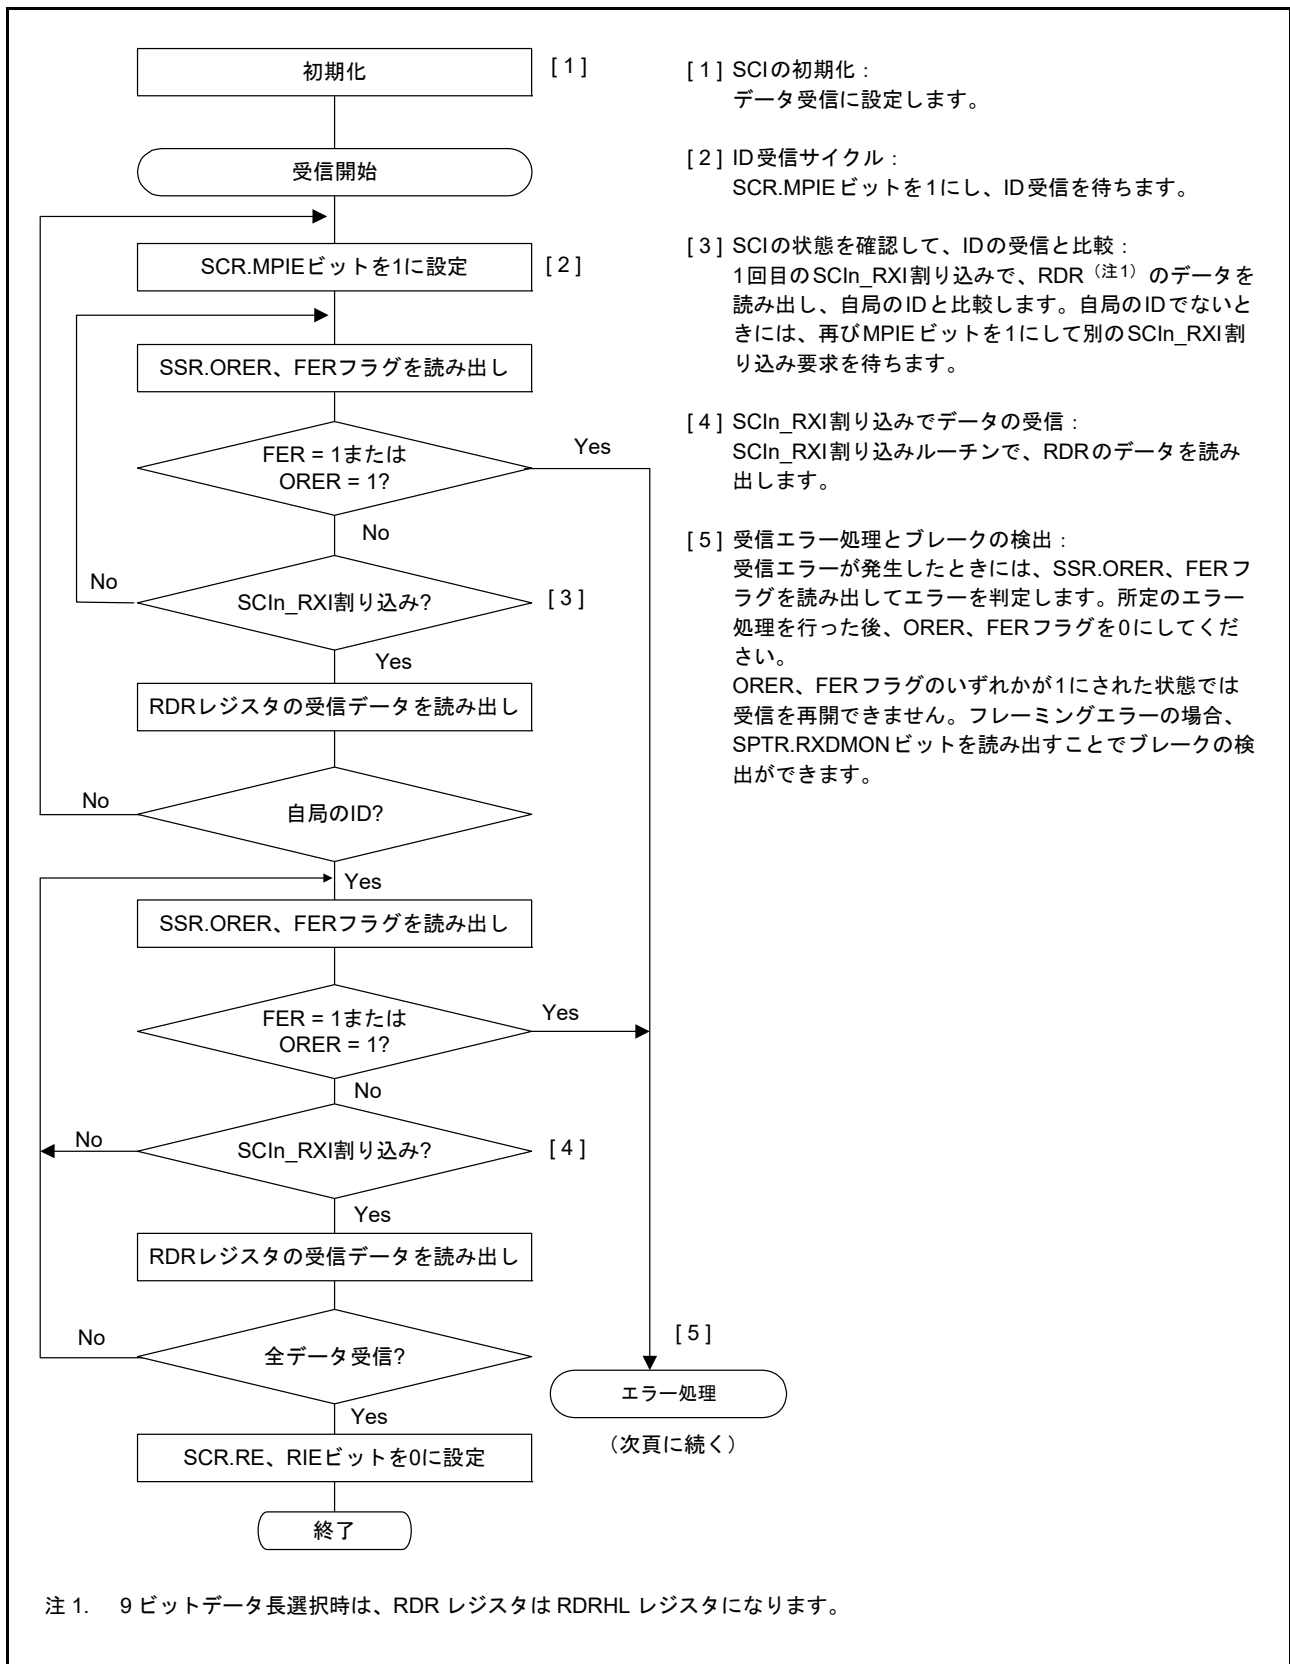 初期化
[ 1 ]
受信開始
SCR.MPIEビットを1に設定
[ 2 ]
SSR.ORER、FERフラグを読み出し
FER = 1または
ORER = 1?
Yes
No
No
SCIn_RXI割り込み?
[ 3 ]
Yes
RDRレジスタの受信データを読み出し
No
自局のID?
Yes
SSR.ORER、FERフラグを読み出し
FER = 1または
ORER = 1?
Yes
No
No
SCIn_RXI割り込み?
[ 4 ]
Yes
RDRレジスタの受信データを読み出し
No
全データ受信?
[ 5 ]
エラー処理
Yes
(次頁に続く)
SCR.RE、RIEビットを0に設定
終了
[ 1 ] SCIの初期化：
データ受信に設定します。
[ 2 ] ID受信サイクル：
SCR.MPIEビットを1にし、ID受信を待ちます。
[ 3 ] SCIの状態を確認して、IDの受信と比較：
1回目のSCIn_RXI割り込みで、RDR（注1）のデータを
読み出し、自局のIDと比較します。自局のIDでないと
きには、再びMPIEビットを1にして別のSCIn_RXI割
り込み要求を待ちます。
[ 4 ] SCIn_RXI割り込みでデータの受信：
SCIn_RXI割り込みルーチンで、RDRのデータを読み
出します。
[ 5 ] 受信エラー処理とブレークの検出：
受信エラーが発生したときには、SSR.ORER、FERフ
ラグを読み出してエラーを判定します。所定のエラー
処理を行った後、ORER、FERフラグを0にしてくだ
さい。
ORER、FERフラグのいずれかが1にされた状態では
受信を再開できません。フレーミングエラーの場合、
SPTR.RXDMONビットを読み出すことでブレークの検
出ができます。
注 1. 9 ビットデータ長選択時は、RDR レジスタは RDRHL レジスタになります。